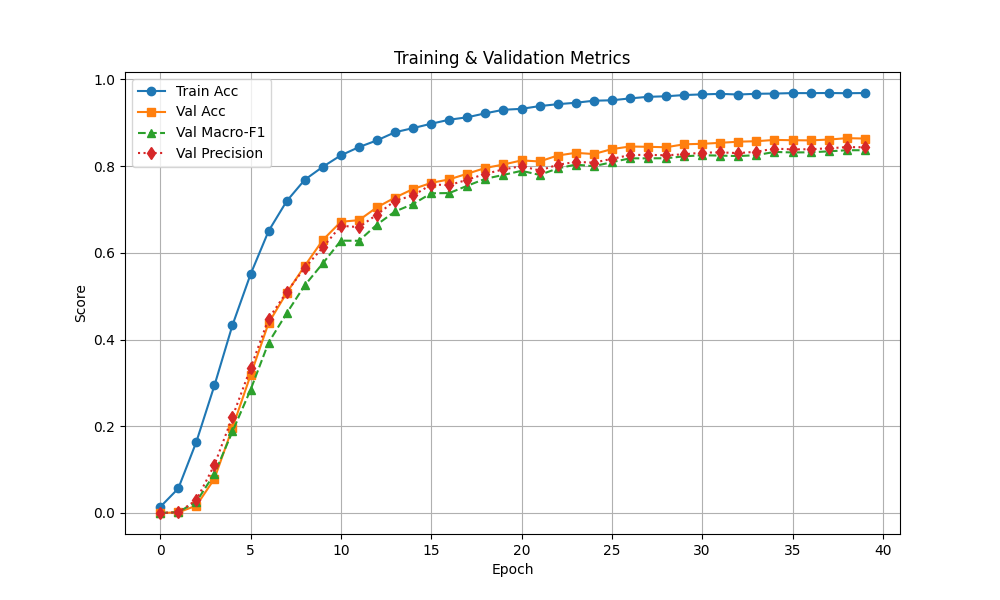 Training & Validation Metrics
Train Acc
Val Acc
Val Macro-F1
Val Precision
1.0
0.8
0.6
0.4
0.2
0.0
Score
0 5 10 15 20 25 30 35 40
Epoch